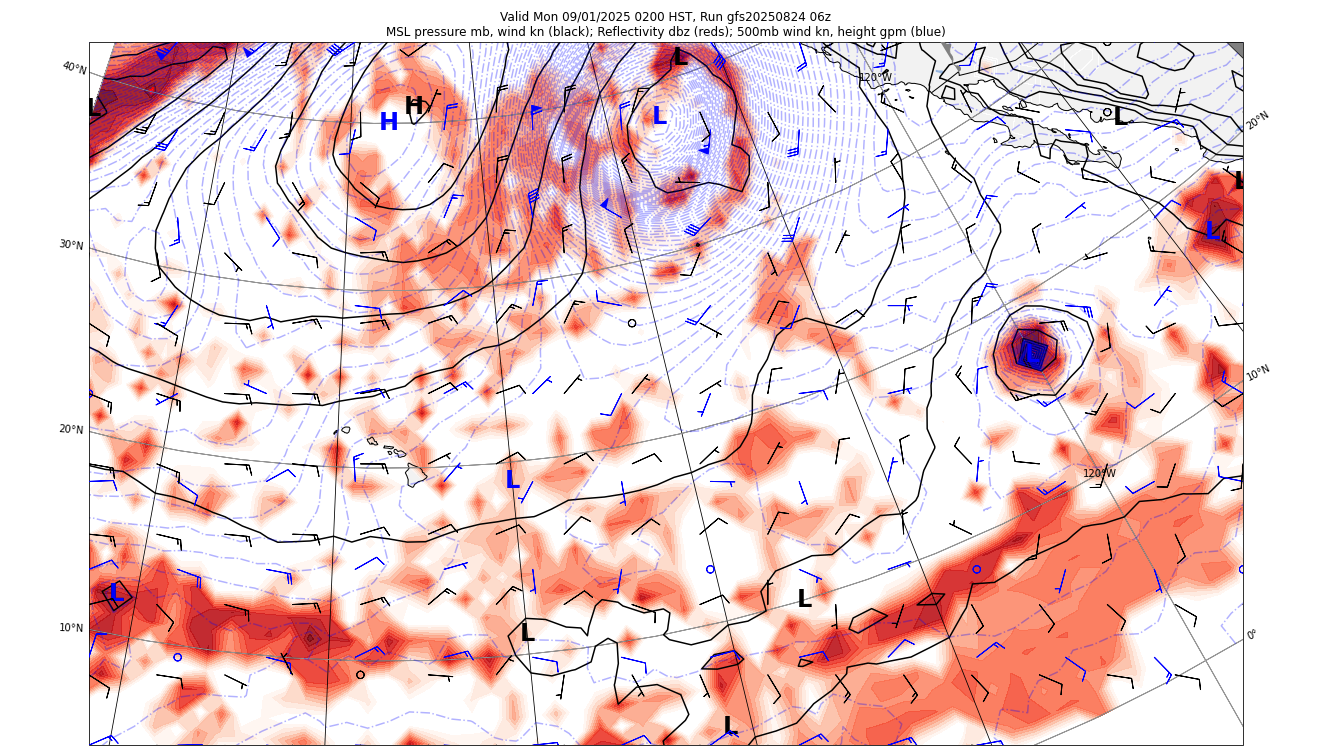 Valid Mon 09/01/2025 0200 HST, Run gfs20250824 06z
MSL pressure mb, wind kn (black); Reflectivity dbz (reds); 500mb wind kn, height gpm (blue)
L
40°N
120°W
H
L
H
L
L
20°N
L
30°N
L
10°N
L
20°N
L
120°W
L
L
10°N
L
0°
L